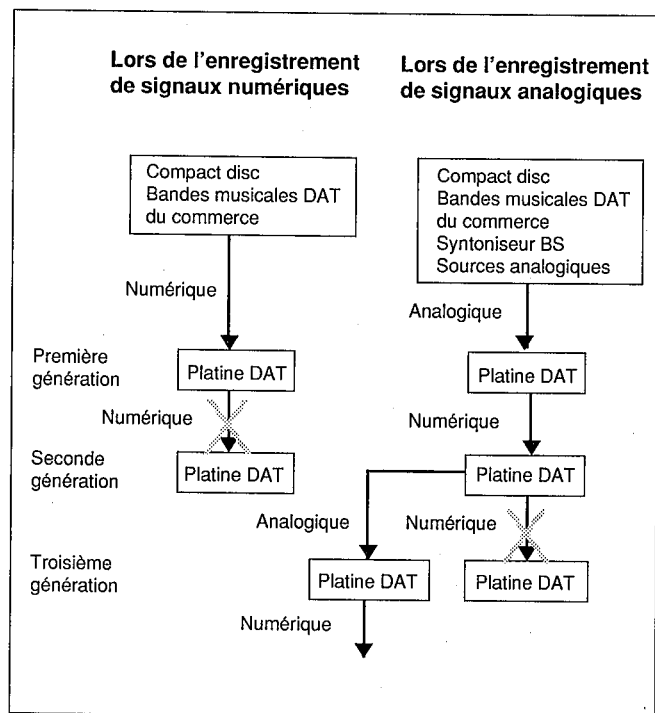 Lors de l'enregistrement
de signaux numériques
Lors de l'enregistrement
de signaux analogiques
Compact disc
Bandes musicales DAT
du commerce
Compact disc
Bandes musicales DAT
du commerce
Syntoniseur BS
Sources analogiques
Numérique
Analogique
Première
génération
Platine DAT
Platine DAT
Numérique
Numérique
Seconde
génération
Platine DAT
Platine DAT
Analogique
Numérique
Troisième
génération
Platine DAT
Platine DAT
Numérique